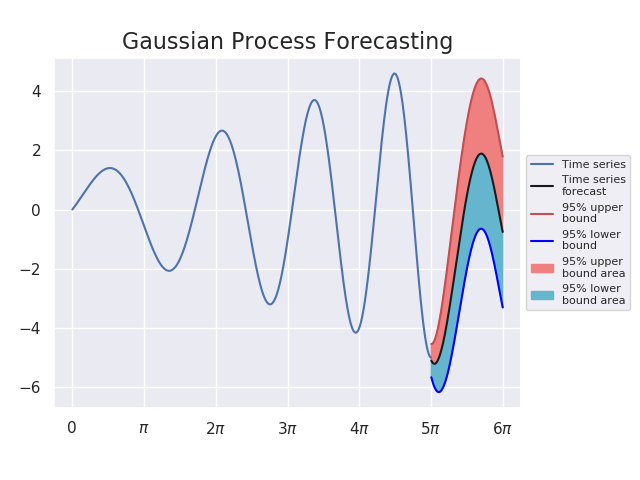 Gaussian Process Forecasting
4
2
0
−2
−4
−6
0
π
2π
3π
4π
5π
6π
Time series
Time series
forecast
95% upper
bound
95% lower
bound
95% upper
bound area
95% lower
bound area